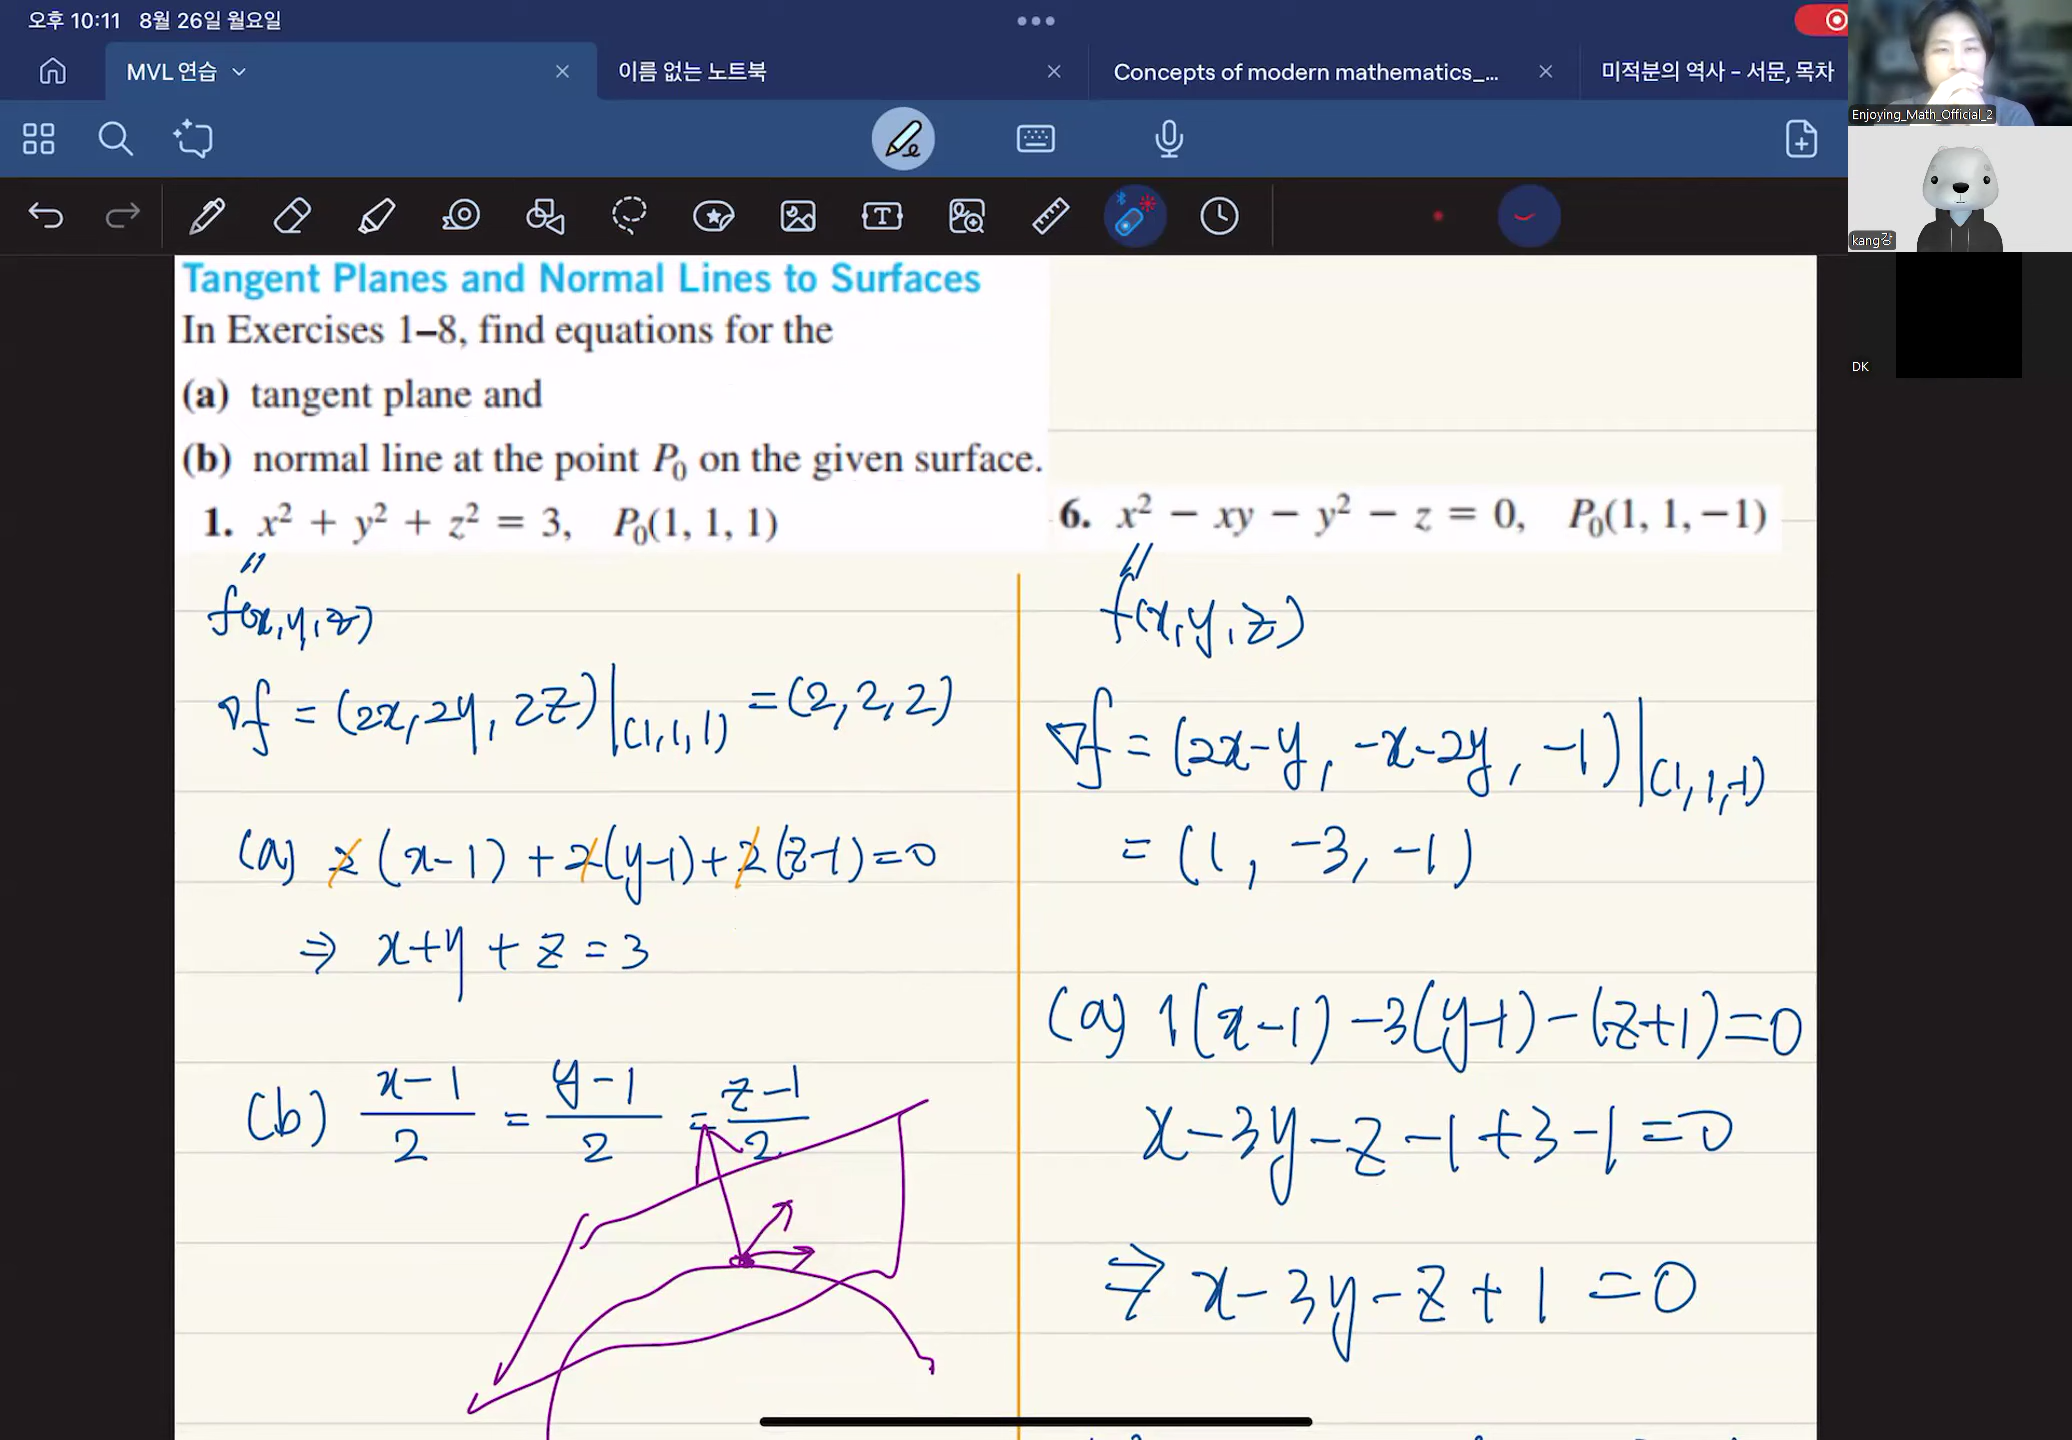 오후 10:11 8월 26일 월요일
MVL 연습
이름 없는 노트북
Concepts of modern mathematics_...
미적분의 역사 - 서문, 목차
Enjoying_Math_Official_2
kang강
DK
Tangent Planes and Normal Lines to Surfaces
In Exercises 1–8, find equations for the
(a) tangent plane and
(b) normal line at the point P₀ on the given surface.
1. x² + y² + z² = 3, P₀(1, 1, 1)
f(x,y,z)
∇f = (2x, 2y, 2z)|(1,1,1) = (2,2,2)
(a) 2(x-1)+2(y-1)+2(z-1)=0
⇒ x+y+z=3
(b) x-1/2 = y-1/2 = z-1/2
6. x² − xy − y² − z = 0, P₀(1, 1, −1)
f(x,y,z)
∇f = (2x-y, -x-2y, -1)|(1,1,-1)
= (1, -3, -1)
(a) 1(x-1)-3(y-1)-(z+1)=0
x-3y-z-1+3-1=0
⇒ x-3y-z+1=0